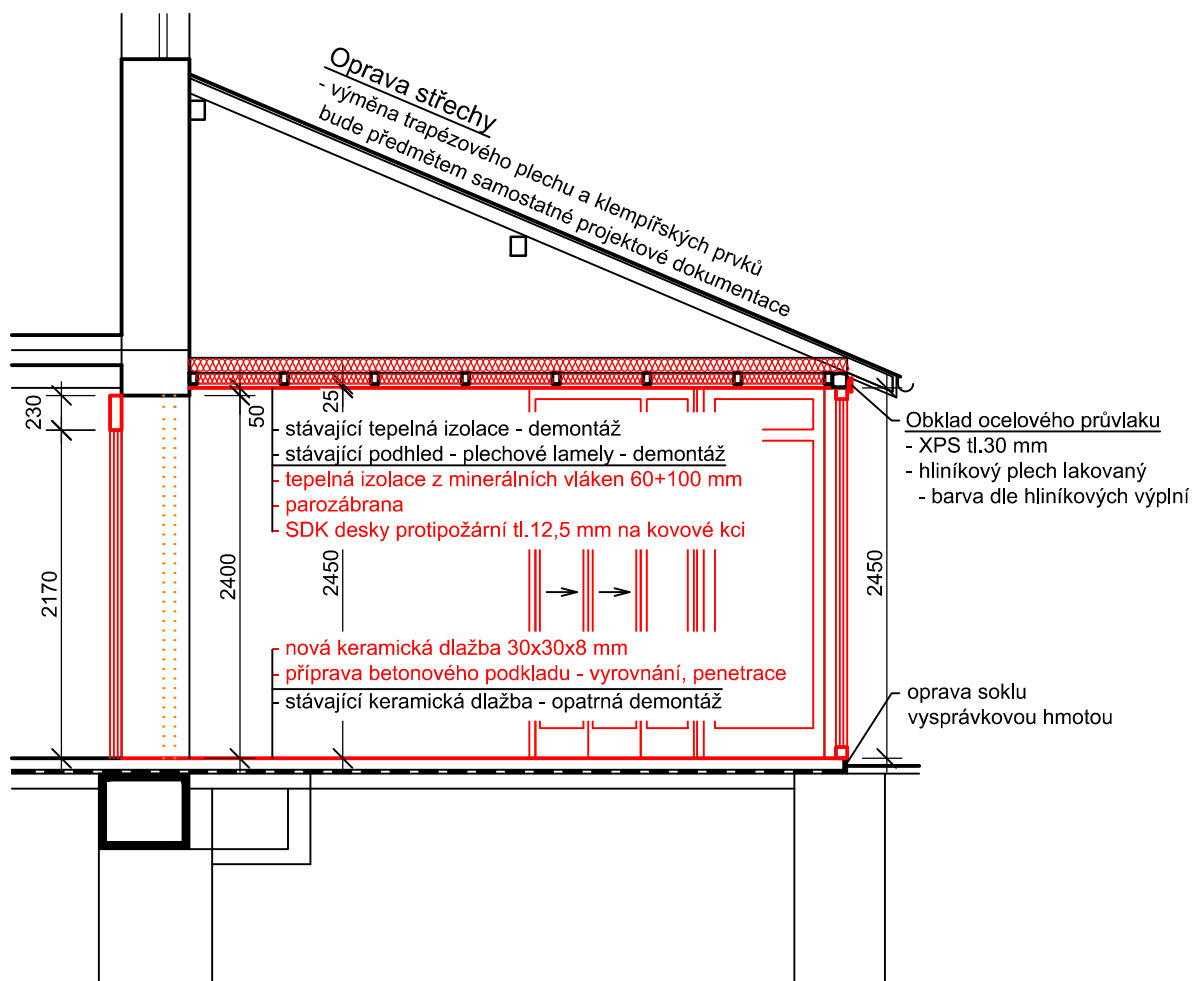 Oprava střechy
- výměna trapézového plechu a klempířských prvků
bude předmětem samostatné projektové dokumentace
230
50
25
- stávající tepelná izolace - demontáž
- stávající podhled - plechové lamely - demontáž
- tepelná izolace z minerálních vláken 60+100 mm
- parozábrana
- SDK desky protipožární tl.12,5 mm na kovové kci
Obklad ocelového průvlaku
- XPS tl.30 mm
- hliníkový plech lakovaný
- barva dle hliníkových výplní
2170
2400
2450
2450
- nová keramická dlažba 30x30x8 mm
- příprava betonového podkladu - vyrovnání, penetrace
- stávající keramická dlažba - opatrná demontáž
oprava soklu
vysprávkovou hmotou